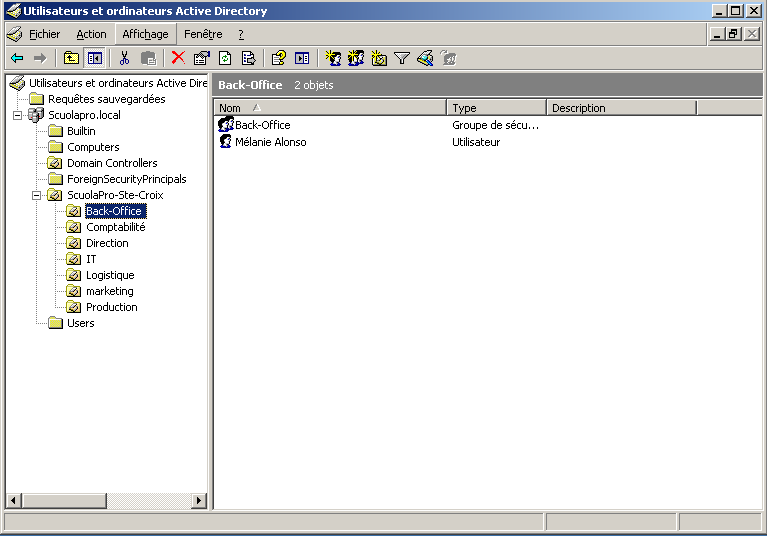 Utilisateurs et ordinateurs Active Directory
Fichier Action Affichage Fenêtre ?
Utilisateurs et ordinateurs Active Dire
Requêtes sauvegardées
Scuolapro.local
Builtin
Computers
Domain Controllers
ForeignSecurityPrincipals
ScuolaPro-Ste-Croix
Back-Office
Comptabilité
Direction
IT
Logistique
marketing
Production
Users
Back-Office 2 objets
Nom Type Description
Back-Office Groupe de sécu...
Mélanie Alonso Utilisateur